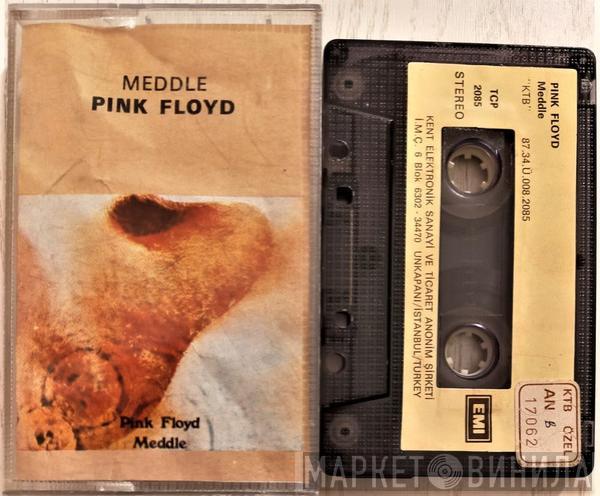 MEDDLE
PINK FLOYD
Pink Floyd
Meddle
PINK FLOYD
Meddle
"KTB"
87.34.Ü.008.2085
TCP
2085
STEREO
KENT ELEKTRONİK SANAYİ VE TİCARET ANONİM ŞİRKETİ
İ.M.Ç. 6 Blok 6302 - 34470 UNKAPANI/İSTANBUL/TURKEY
EMI
KTB ÖZEL
AN B
17062
МАРКЕТ ВИНИЛА